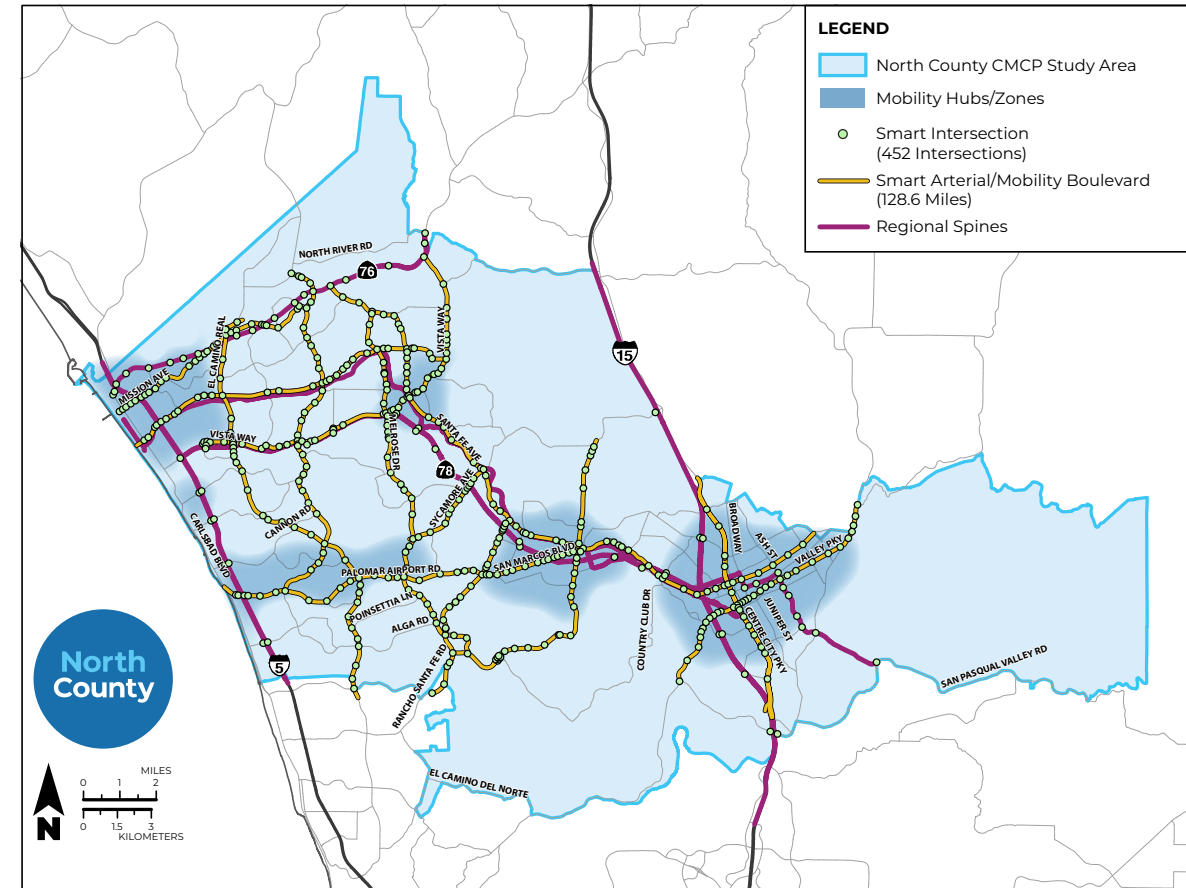 LEGEND
North County CMCP Study Area
Mobility Hubs/Zones
Smart Intersection
(452 Intersections)
Smart Arterial/Mobility Boulevard
(128.6 Miles)
Regional Spines
NORTH RIVER RD
76
VISTA WAY
EL CAMINO REAL
15
MISSION AVE
VISTA WAY
MELROSE DR
SANTA FE AVE
78
SYCAMORE AVE
CANNON RD
CARLSBAD BLVD
BROADWAY
ASH ST
VALLEY PKY
SAN MARCOS BLVD
PALOMAR AIRPORT RD
POINSETTIA LN
ALGA RD
COUNTRY CLUB DR
JUNIPER ST
CENTRE CITY PKY
RANCHO SANTA FE RD
SAN PASQUAL VALLEY RD
5
North
County
EL CAMINO DEL NORTE
MILES
0 1 2
0 1.5 3
KILOMETERS
N